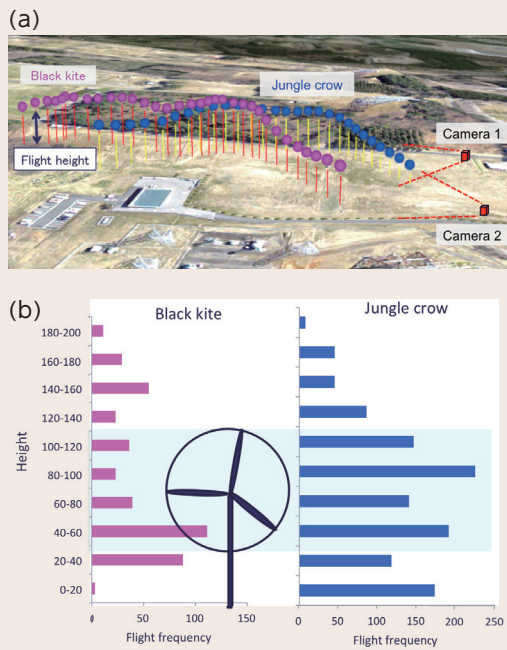 (a)
Black kite
Jungle crow
Flight height
Camera 1
Camera 2
(b)
Black kite
Jungle crow
Height
180-200
160-180
140-160
120-140
100-120
80-100
60-80
40-60
20-40
0-20
0 50 100 150
Flight frequency
0 50 100 150 200 250
Flight frequency